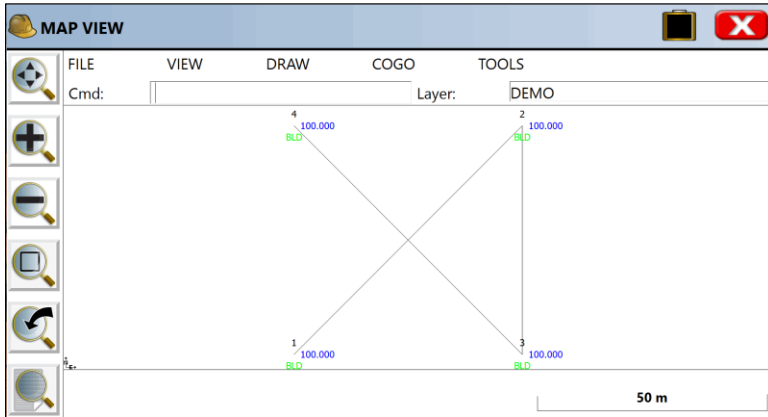 MAP VIEW
FILE VIEW DRAW COGO TOOLS
Cmd: Layer: DEMO
4 2
100.000 100.000
BLD BLD
1 3
100.000 100.000
BLD BLD
50 m